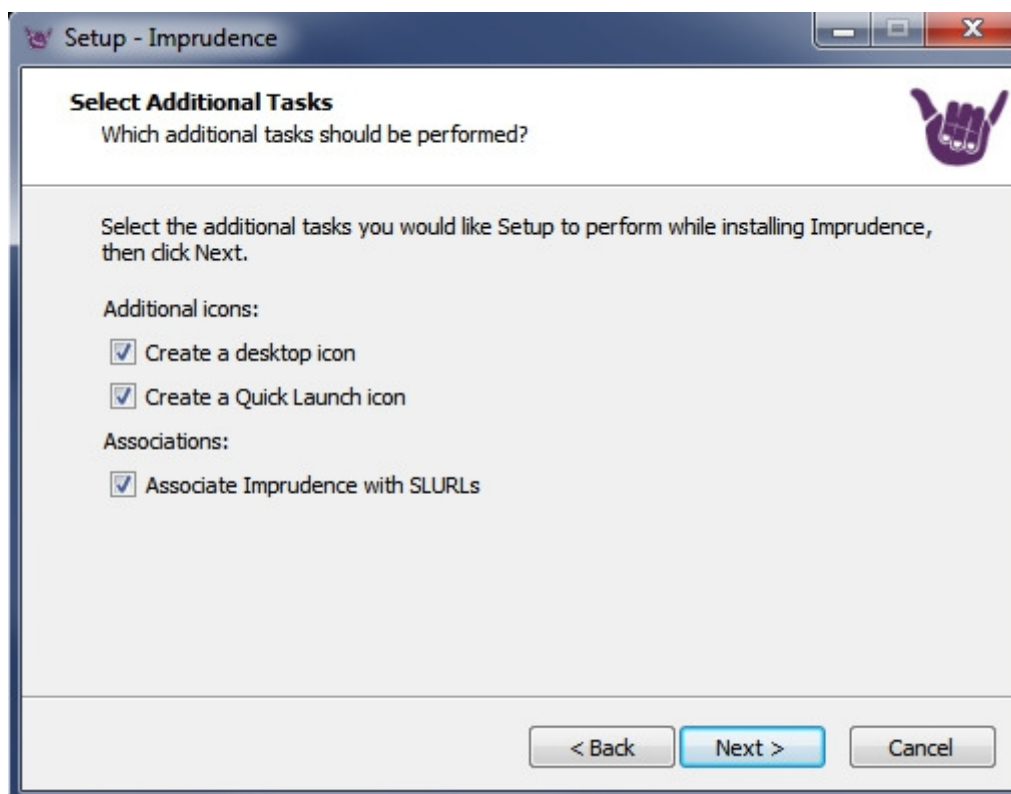 Setup - Imprudence
Select Additional Tasks
Which additional tasks should be performed?
Select the additional tasks you would like Setup to perform while installing Imprudence,
then click Next.
Additional icons:
Create a desktop icon
Create a Quick Launch icon
Associations:
Associate Imprudence with SLURLs
< Back Next > Cancel